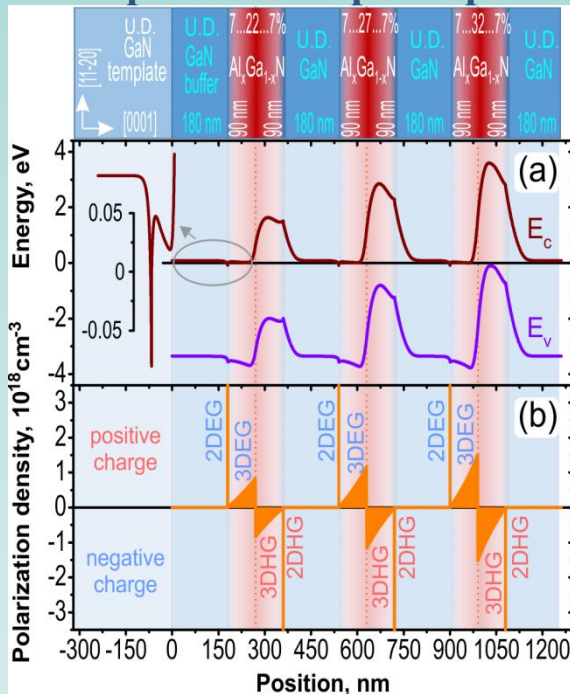 U.D.
GaN
template
[11-20]
[0001]
U.D.
GaN
buffer
180 nm
7...22...7%
AlxGa1-xN
90 nm
90 nm
U.D.
GaN
180 nm
7...27...7%
AlxGa1-xN
90 nm
90 nm
U.D.
GaN
180 nm
7...32...7%
AlxGa1-xN
90 nm
90 nm
U.D.
GaN
180 nm
(a)
Energy, eV
4
2
0
-2
-4
0.05
0
-0.05
Ec
Ev
(b)
Polarization density, 10^18cm^-3
3
2
1
0
-1
-2
-3
positive
charge
negative
charge
2DEG
3DEG
3DHG
2DHG
2DEG
3DEG
3DHG
2DHG
2DEG
3DEG
3DHG
2DHG
-300 -150 0 150 300 450 600 750 900 1050 1200
Position, nm